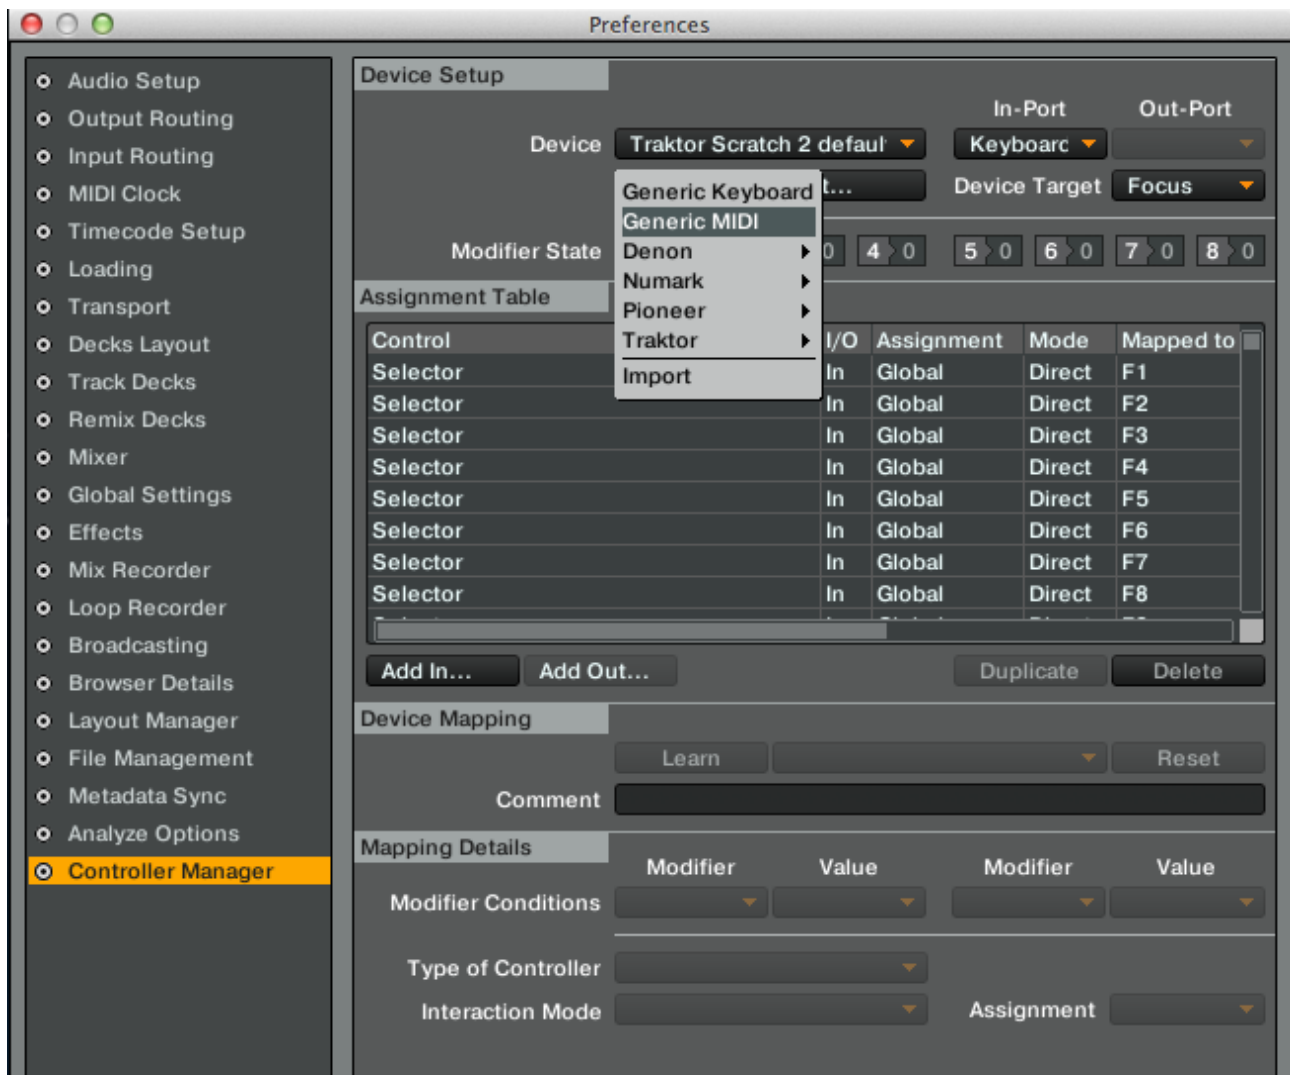 Preferences
Audio Setup
Output Routing
Input Routing
MIDI Clock
Timecode Setup
Loading
Transport
Decks Layout
Track Decks
Remix Decks
Mixer
Global Settings
Effects
Mix Recorder
Loop Recorder
Broadcasting
Browser Details
Layout Manager
File Management
Metadata Sync
Analyze Options
Controller Manager
Device Setup
In-Port Out-Port
Device Traktor Scratch 2 defaul Keyboarc
t... Device Target Focus
Generic Keyboard
Generic MIDI
Denon
Numark
Pioneer
Traktor
Import
Modifier State 0 4 0 5 0 6 0 7 0 8 0
Assignment Table
Control I/O Assignment Mode Mapped to
Selector In Global Direct F1
Selector In Global Direct F2
Selector In Global Direct F3
Selector In Global Direct F4
Selector In Global Direct F5
Selector In Global Direct F6
Selector In Global Direct F7
Selector In Global Direct F8
Add In... Add Out... Duplicate Delete
Device Mapping
Learn Reset
Comment
Mapping Details
Modifier Value Modifier Value
Modifier Conditions
Type of Controller
Interaction Mode Assignment